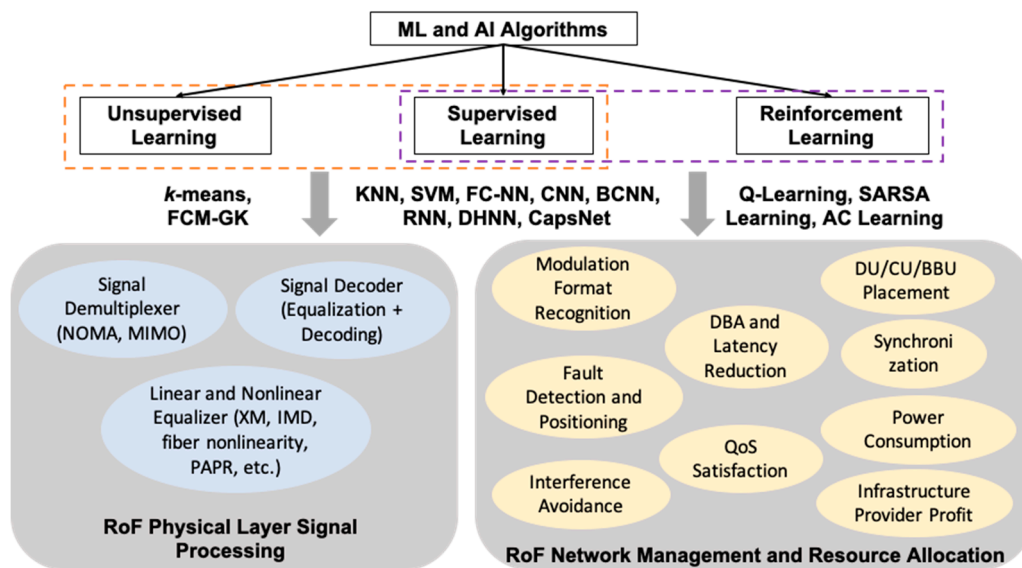 ML and AI Algorithms
Unsupervised
Learning
Supervised
Learning
Reinforcement
Learning
k-means,
FCM-GK
KNN, SVM, FC-NN, CNN, BCNN,
RNN, DHNN, CapsNet
Q-Learning, SARSA
Learning, AC Learning
Signal
Demultiplexer
(NOMA, MIMO)
Signal Decoder
(Equalization +
Decoding)
Linear and Nonlinear
Equalizer (XM, IMD,
fiber nonlinearity,
PAPR, etc.)
RoF Physical Layer Signal
Processing
Modulation
Format
Recognition
DU/CU/BBU
Placement
DBA and
Latency
Reduction
Synchroni
zation
Fault
Detection and
Positioning
Power
Consumption
QoS
Satisfaction
Interference
Avoidance
Infrastructure
Provider Profit
RoF Network Management and Resource Allocation